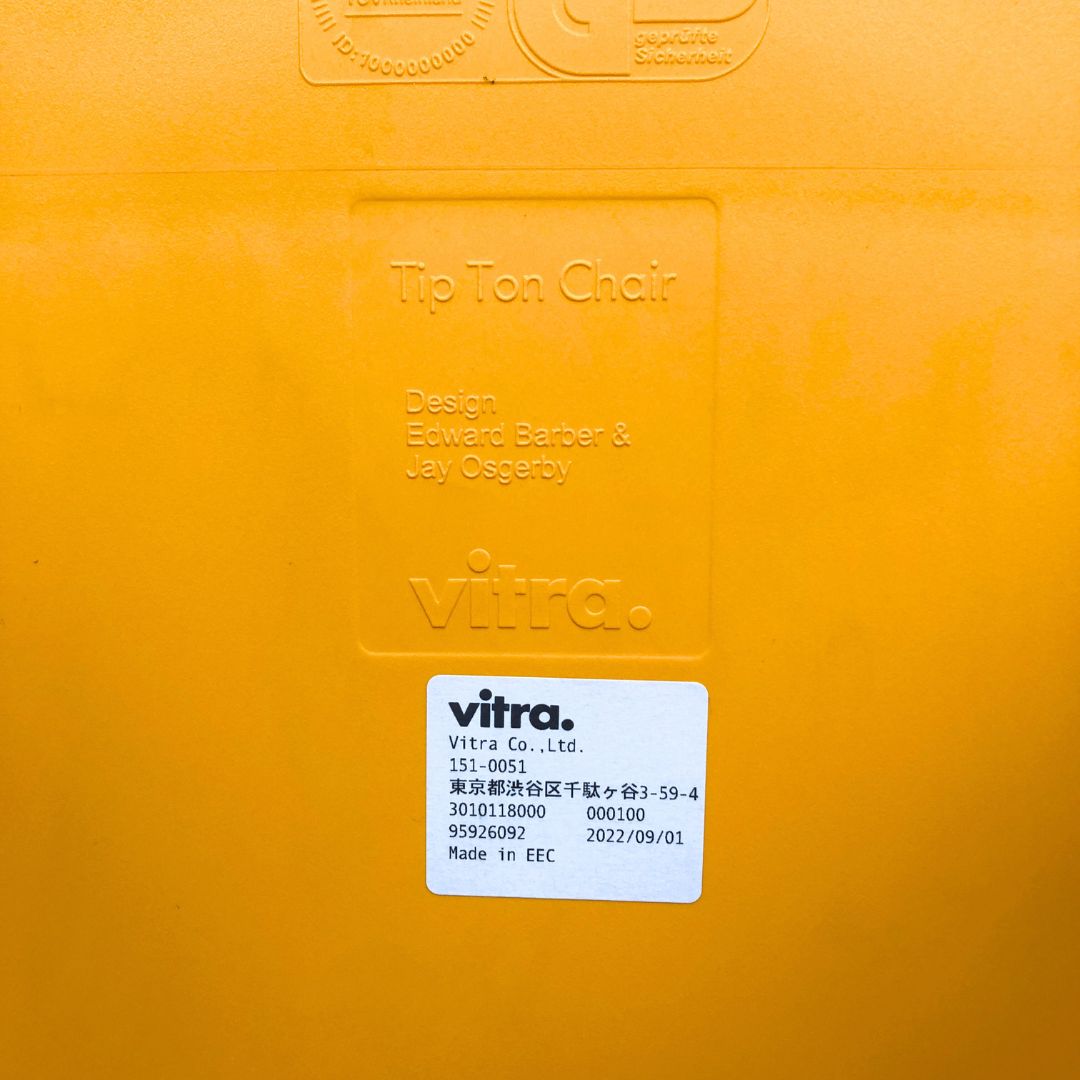 TÜVRheinland
ID:1000000000
geprüfte
Sicherheit
Tip Ton Chair
Design
Edward Barber &
Jay Osgerby
vitra.
vitra.
Vitra Co.,Ltd.
151-0051
東京都渋谷区千駄ヶ谷3-59-4
3010118000 000100
95926092 2022/09/01
Made in EEC